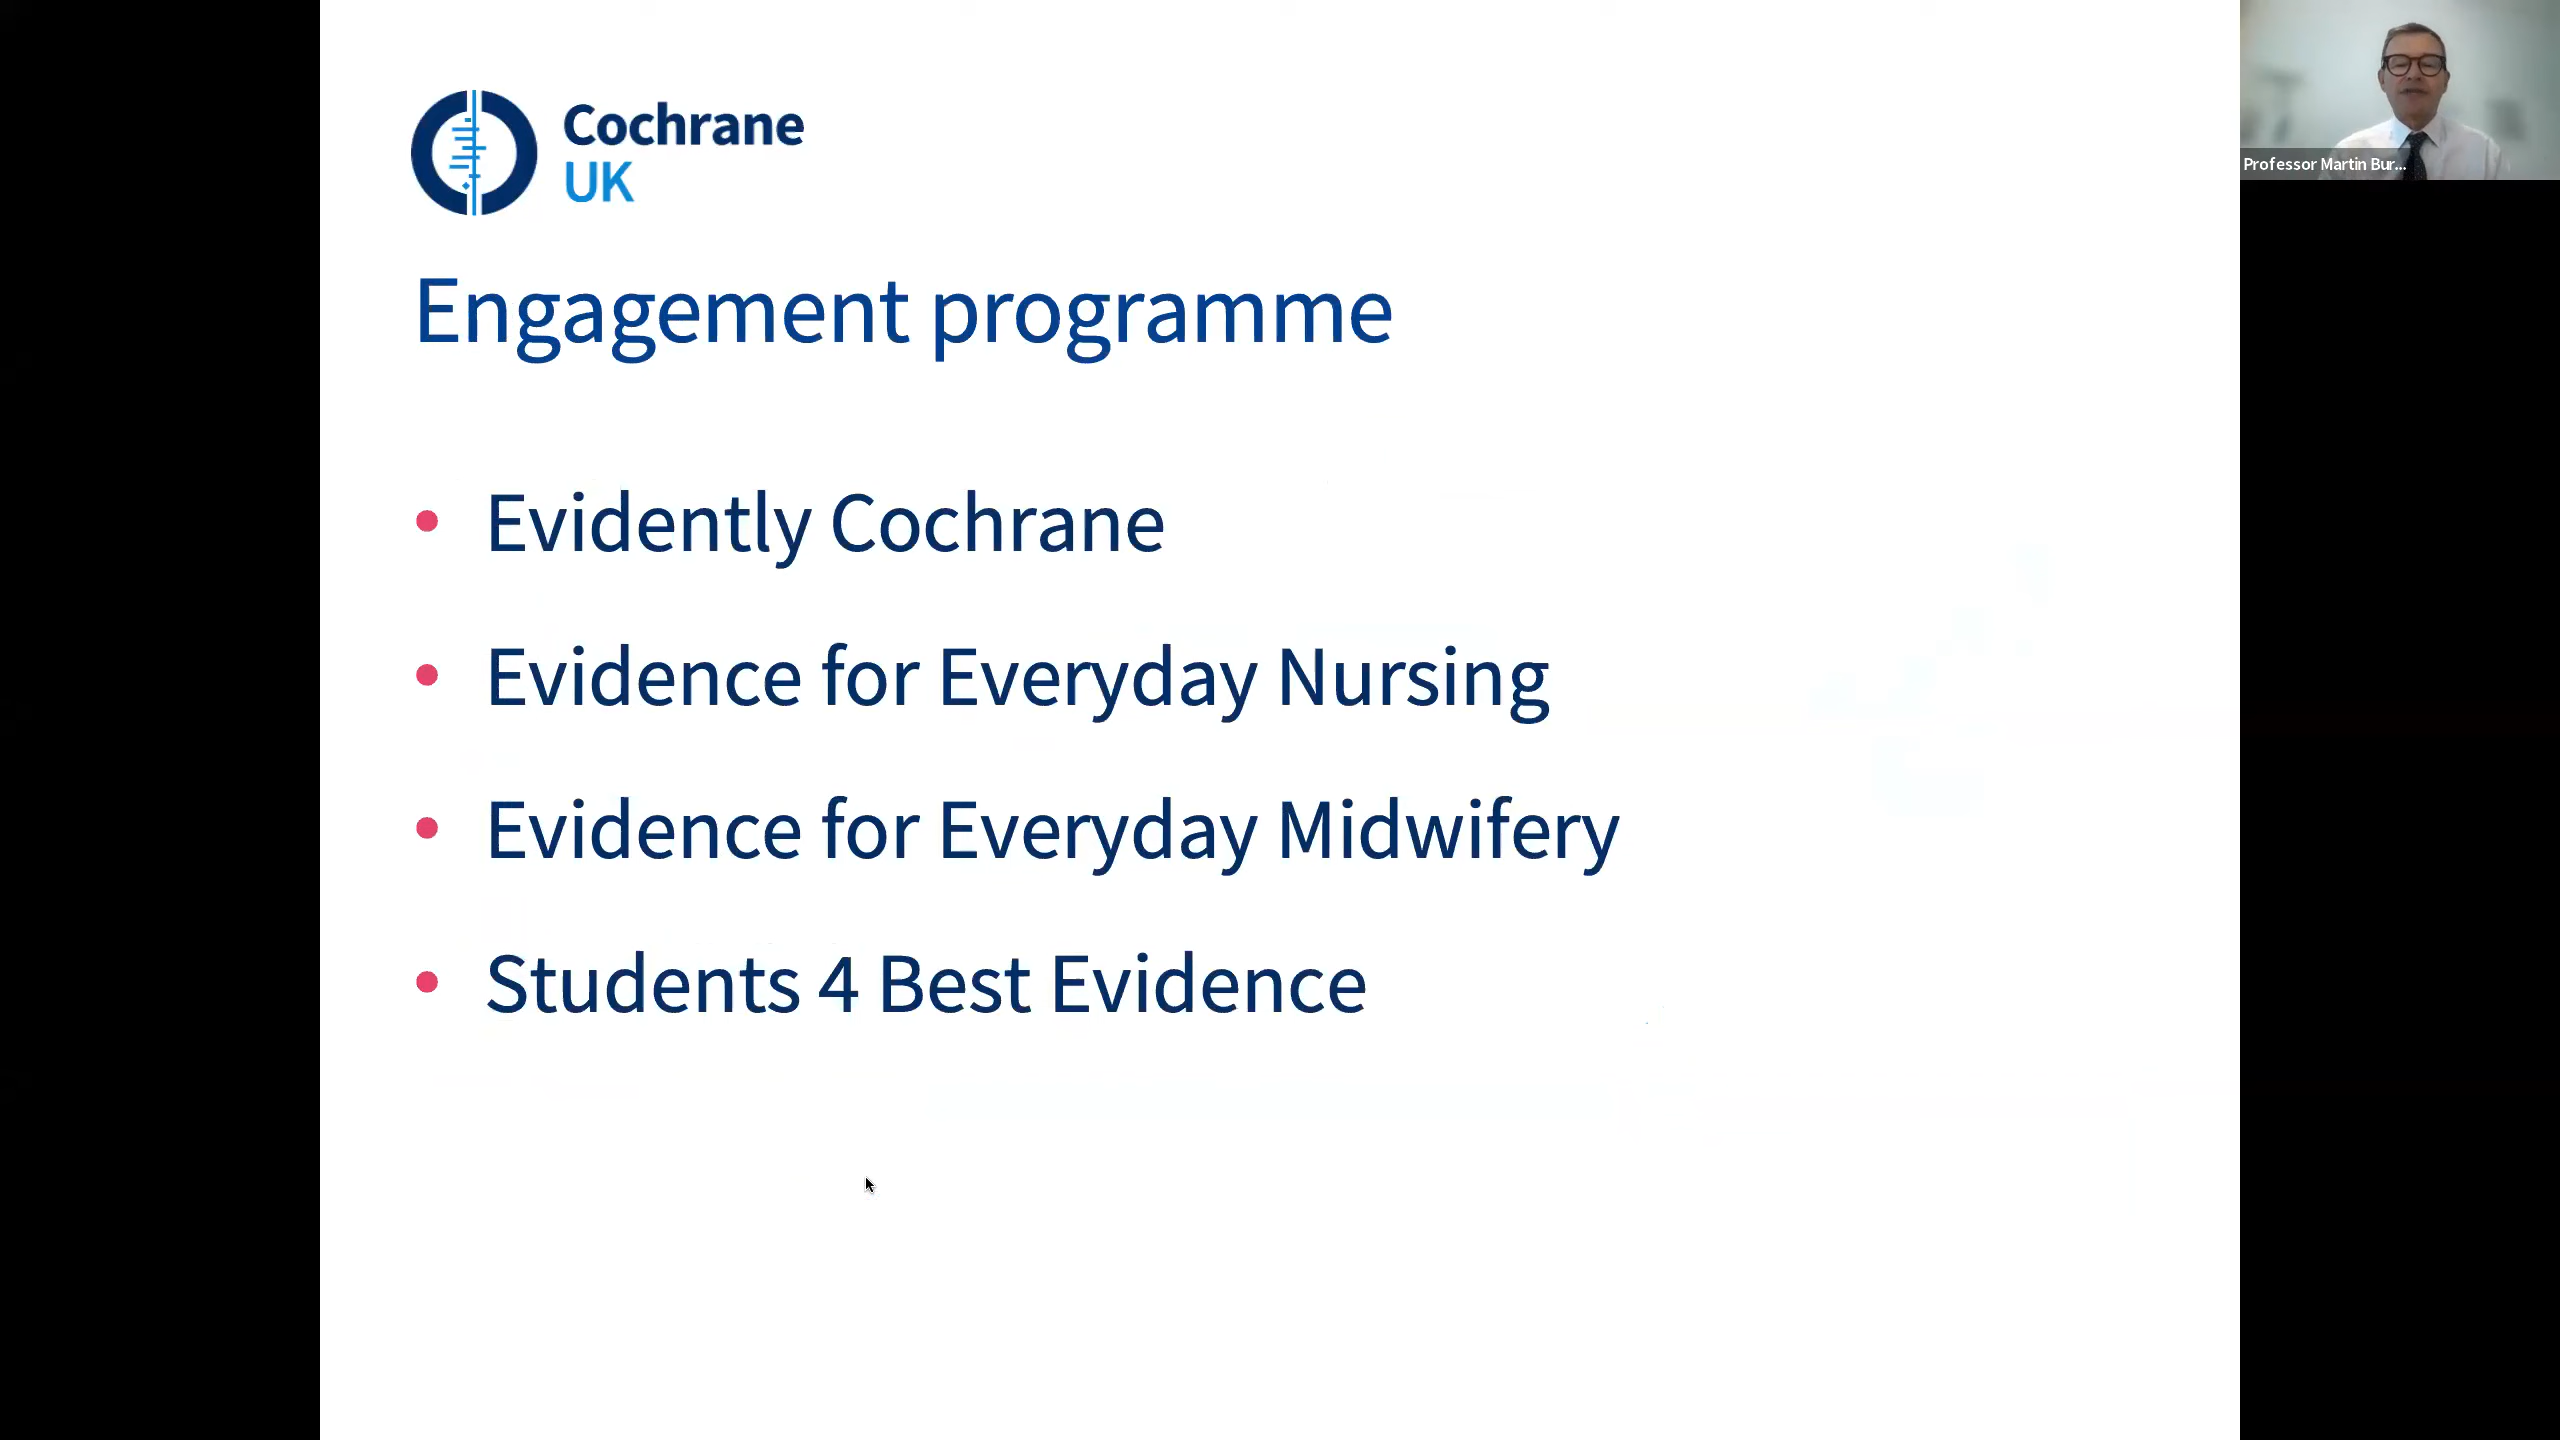 Cochrane
UK
Professor Martin Bur...
Engagement programme
• Evidently Cochrane
• Evidence for Everyday Nursing
• Evidence for Everyday Midwifery
• Students 4 Best Evidence